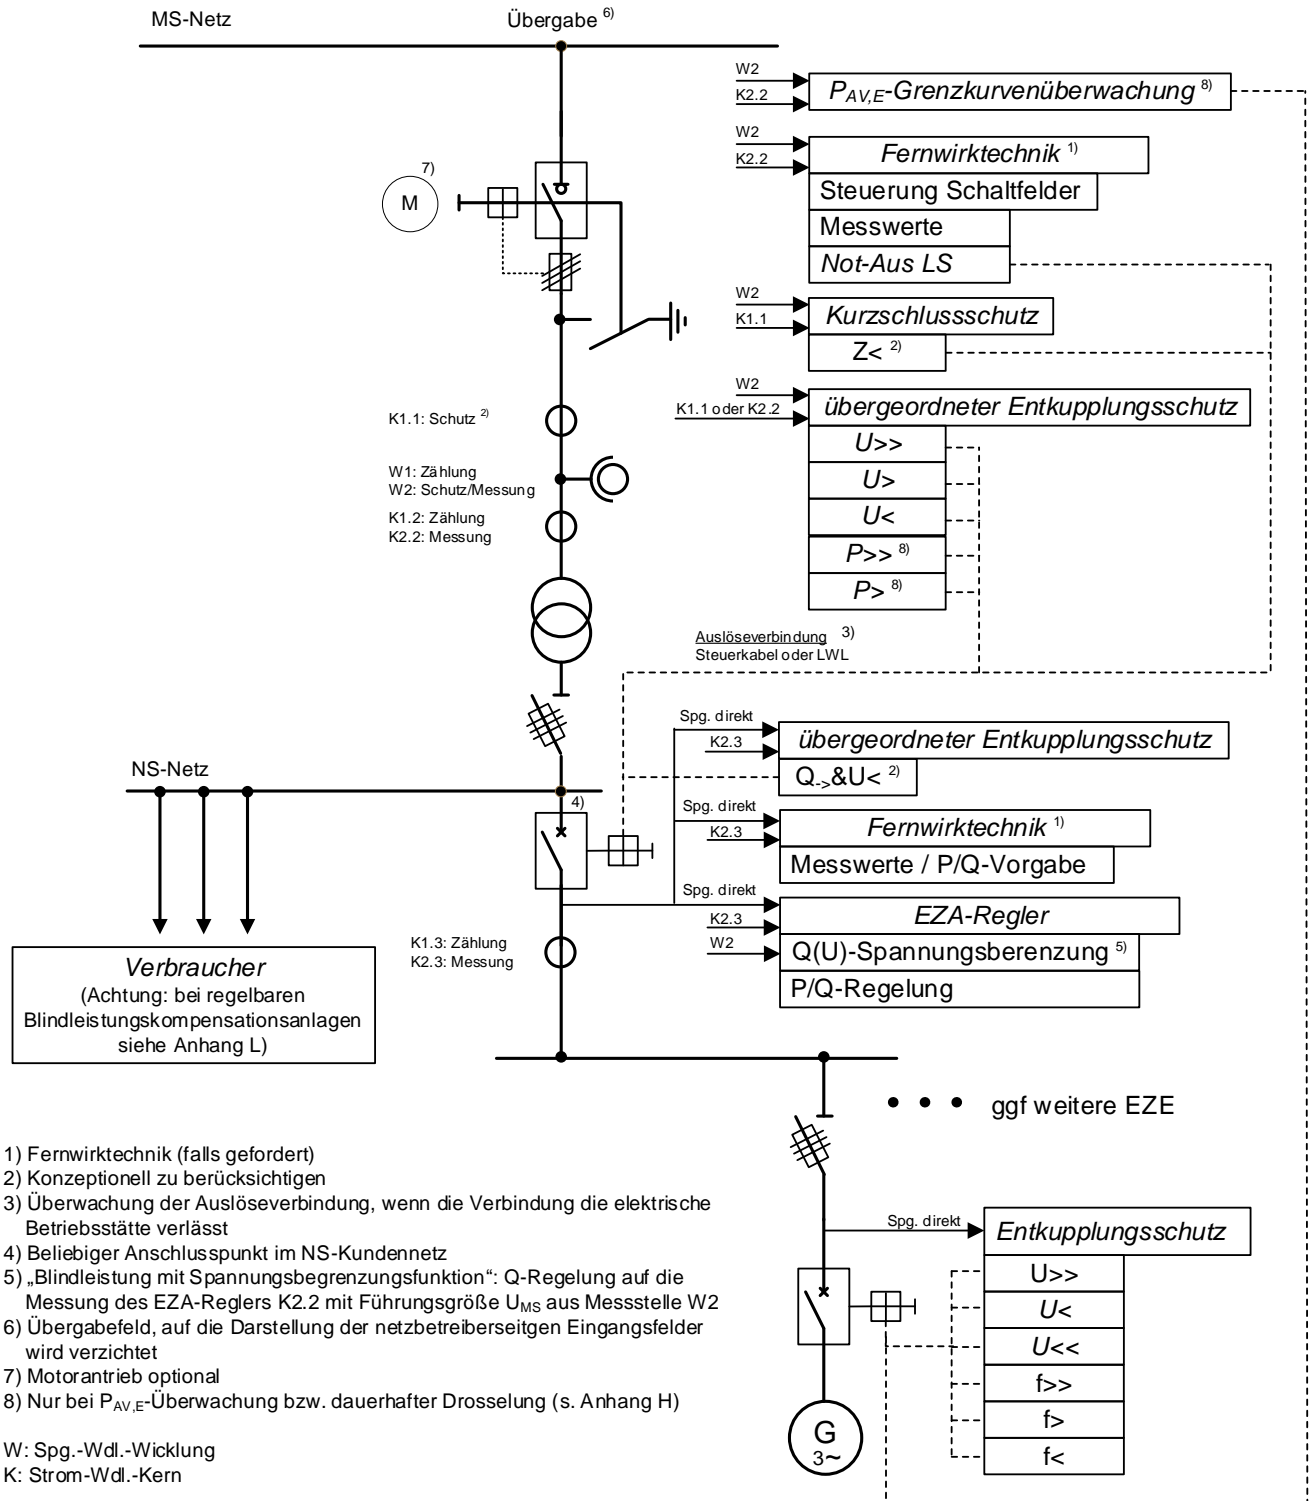 MS-Netz
Übergabe 6)
W2
K2.2
P AV,E-Grenzkurvenüberwachung 8)
W2
K2.2
Fernwirktechnik 1)
Steuerung Schaltfelder
Messwerte
Not-Aus LS
7)
M
W2
K1.1
Kurzschlussschutz
Z< 2)
W2
K1.1 oder K2.2
übergeordneter Entkupplungsschutz
U>>
U>
U<
P>> 8)
P> 8)
K1.1: Schutz 2)
W1: Zählung
W2: Schutz/Messung
K1.2: Zählung
K2.2: Messung
Auslöseverbindung 3)
Steuerkabel oder LWL
Spg. direkt
K2.3
übergeordneter Entkupplungsschutz
Q->&U< 2)
NS-Netz
4)
Spg. direkt
K2.3
Fernwirktechnik 1)
Messwerte / P/Q-Vorgabe
Spg. direkt
K2.3
W2
EZA-Regler
Q(U)-Spannungsberenzung 5)
P/Q-Regelung
K1.3: Zählung
K2.3: Messung
Verbraucher
(Achtung: bei regelbaren
Blindleistungskompensationsanlagen
siehe Anhang L)
ggf weitere EZE
1) Fernwirktechnik (falls gefordert)
2) Konzeptionell zu berücksichtigen
3) Überwachung der Auslöseverbindung, wenn die Verbindung die elektrische
Betriebsstätte verlässt
4) Beliebiger Anschlusspunkt im NS-Kundennetz
5) „Blindleistung mit Spannungsbegrenzungsfunktion“: Q-Regelung auf die
Messung des EZA-Reglers K2.2 mit Führungsgröße UMS aus Messstelle W2
6) Übergabefeld, auf die Darstellung der netzbetreiberseitgen Eingangsfelder
wird verzichtet
7) Motorantrieb optional
8) Nur bei PAV,E-Überwachung bzw. dauerhafter Drosselung (s. Anhang H)
W: Spg.-Wdl.-Wicklung
K: Strom-Wdl.-Kern
Spg. direkt
Entkupplungsschutz
U>>
U<
U<<
f>>
f>
f<
G
3~